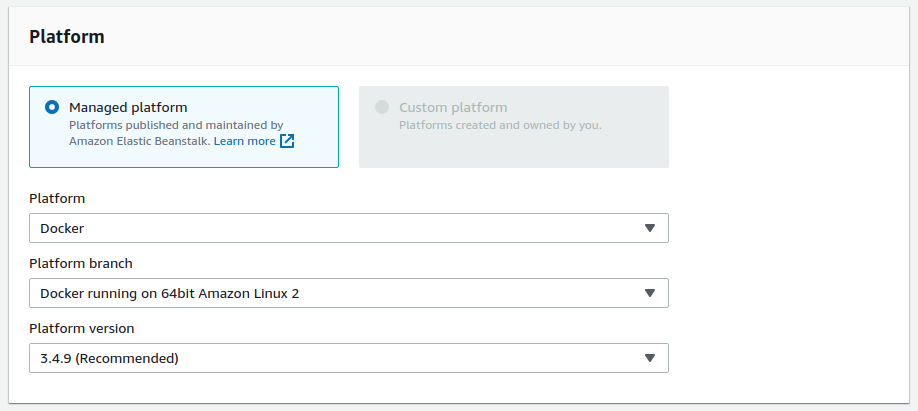 Platform
Managed platform
Platforms published and maintained by
Amazon Elastic Beanstalk. Learn more
Custom platform
Platforms created and owned by you.
Platform
Docker
Platform branch
Docker running on 64bit Amazon Linux 2
Platform version
3.4.9 (Recommended)